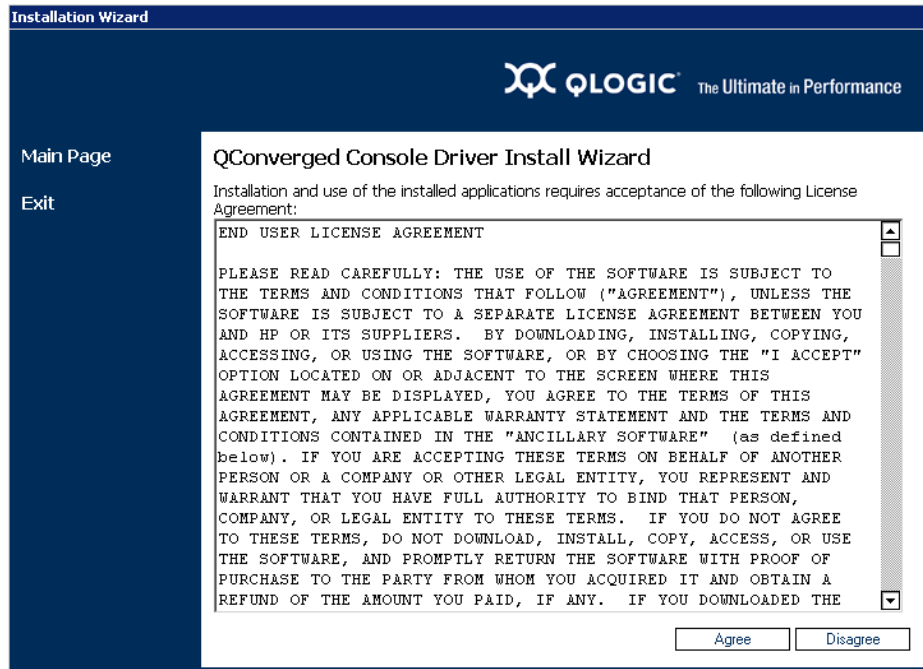 Installation Wizard
QLOGIC The Ultimate in Performance
Main Page
Exit
QConverged Console Driver Install Wizard
Installation and use of the installed applications requires acceptance of the following License
Agreement:
END USER LICENSE AGREEMENT
PLEASE READ CAREFULLY: THE USE OF THE SOFTWARE IS SUBJECT TO
THE TERMS AND CONDITIONS THAT FOLLOW ("AGREEMENT"), UNLESS THE
SOFTWARE IS SUBJECT TO A SEPARATE LICENSE AGREEMENT BETWEEN YOU
AND HP OR ITS SUPPLIERS.  BY DOWNLOADING, INSTALLING, COPYING,
ACCESSING, OR USING THE SOFTWARE, OR BY CHOOSING THE "I ACCEPT"
OPTION LOCATED ON OR ADJACENT TO THE SCREEN WHERE THIS
AGREEMENT MAY BE DISPLAYED, YOU AGREE TO THE TERMS OF THIS
AGREEMENT, ANY APPLICABLE WARRANTY STATEMENT AND THE TERMS AND
CONDITIONS CONTAINED IN THE "ANCILLARY SOFTWARE"  (as defined
below). IF YOU ARE ACCEPTING THESE TERMS ON BEHALF OF ANOTHER
PERSON OR A COMPANY OR OTHER LEGAL ENTITY, YOU REPRESENT AND
WARRANT THAT YOU HAVE FULL AUTHORITY TO BIND THAT PERSON,
COMPANY, OR LEGAL ENTITY TO THESE TERMS.  IF YOU DO NOT AGREE
TO THESE TERMS, DO NOT DOWNLOAD, INSTALL, COPY, ACCESS, OR USE
THE SOFTWARE, AND PROMPTLY RETURN THE SOFTWARE WITH PROOF OF
PURCHASE TO THE PARTY FROM WHOM YOU ACQUIRED IT AND OBTAIN A
REFUND OF THE AMOUNT YOU PAID, IF ANY.  IF YOU DOWNLOADED THE
Agree
Disagree